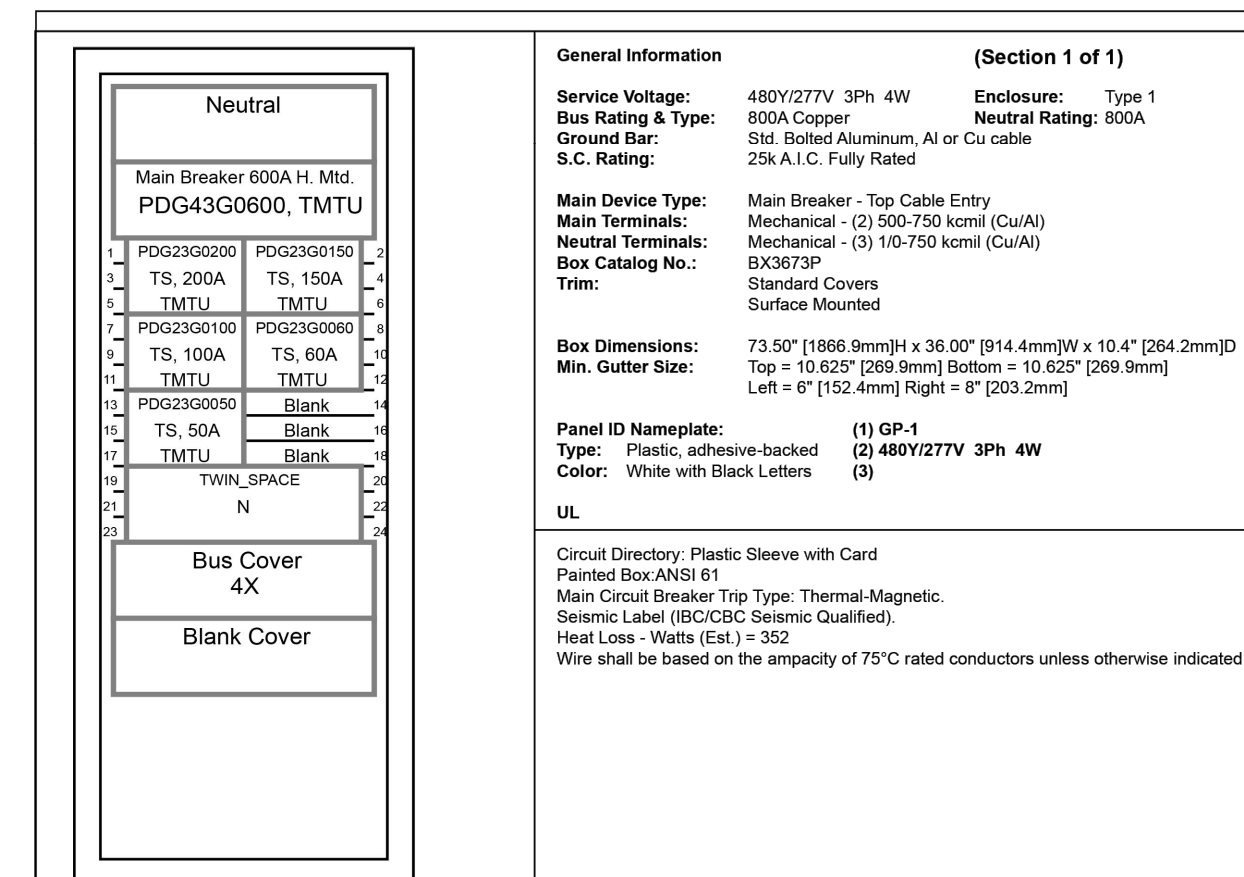 Neutral
Main Breaker 600A H. Mtd.
PDG43G0600, TMTU
1 PDG23G0200 PDG23G0150 2
3 TS, 200A TS, 150A 4
5 TMTU TMTU 6
7 PDG23G0100 PDG23G0060 8
9 TS, 100A TS, 60A 10
11 TMTU TMTU 12
13 PDG23G0050 Blank 14
15 TS, 50A Blank 16
17 TMTU Blank 18
19 TWIN_SPACE 20
21 N 22
23 24
Bus Cover
4X
Blank Cover
General Information (Section 1 of 1)
Service Voltage: 480Y/277V 3Ph 4W Enclosure: Type 1
Bus Rating & Type: 800A Copper Neutral Rating: 800A
Ground Bar: Std. Bolted Aluminum, Al or Cu cable
S.C. Rating: 25k A.I.C. Fully Rated
Main Device Type: Main Breaker - Top Cable Entry
Main Terminals: Mechanical - (2) 500-750 kcmil (Cu/Al)
Neutral Terminals: Mechanical - (3) 1/0-750 kcmil (Cu/Al)
Box Catalog No.: BX3673P
Trim: Standard Covers
Surface Mounted
Box Dimensions: 73.50" [1866.9mm]H x 36.00" [914.4mm]W x 10.4" [264.2mm]D
Min. Gutter Size: Top = 10.625" [269.9mm] Bottom = 10.625" [269.9mm]
Left = 6" [152.4mm] Right = 8" [203.2mm]
Panel ID Nameplate: (1) GP-1
Type: Plastic, adhesive-backed (2) 480Y/277V 3Ph 4W
Color: White with Black Letters (3)
UL
Circuit Directory: Plastic Sleeve with Card
Painted Box:ANSI 61
Main Circuit Breaker Trip Type: Thermal-Magnetic.
Seismic Label (IBC/CBC Seismic Qualified).
Heat Loss - Watts (Est.) = 352
Wire shall be based on the ampacity of 75°C rated conductors unless otherwise indicated